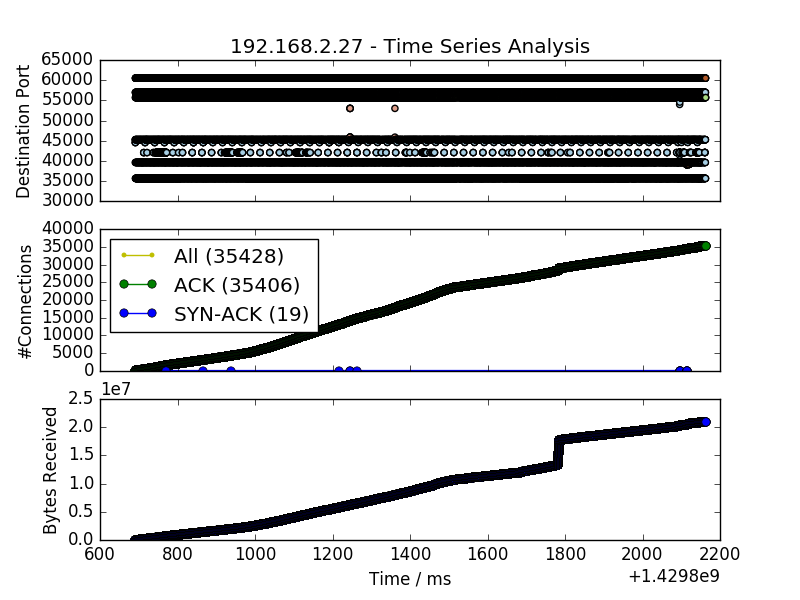 192.168.2.27 - Time Series Analysis
65000
60000
55000
50000
45000
40000
35000
30000
Destination Port
40000
35000
30000
25000
20000
15000
10000
5000
0
#Connections
All (35428)
ACK (35406)
SYN-ACK (19)
1e7
2.5
2.0
1.5
1.0
0.5
0.0
Bytes Received
600 800 1000 1200 1400 1600 1800 2000 2200
Time / ms
+1.4298e9